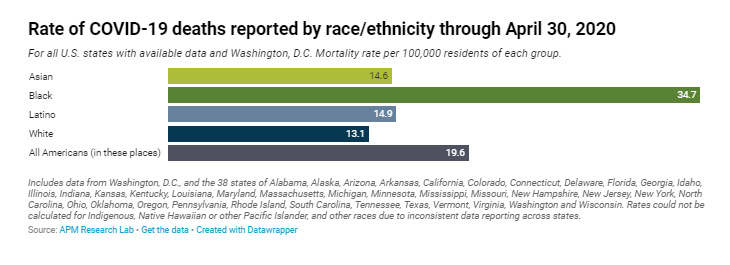 Rate of COVID-19 deaths reported by race/ethnicity through April 30, 2020
For all U.S. states with available data and Washington, D.C. Mortality rate per 100,000 residents of each group.
Asian 14.6
Black 34.7
Latino 14.9
White 13.1
All Americans (in these places) 19.6
Includes data from Washington, D.C., and the 38 states of Alabama, Alaska, Arizona, Arkansas, California, Colorado, Connecticut, Delaware, Florida, Georgia, Idaho,
Illinois, Indiana, Kansas, Kentucky, Louisiana, Maryland, Massachusetts, Michigan, Minnesota, Mississippi, Missouri, New Hampshire, New Jersey, New York, North
Carolina, Ohio, Oklahoma, Oregon, Pennsylvania, Rhode Island, South Carolina, Tennessee, Texas, Vermont, Virginia, Washington and Wisconsin. Rates could not be
calculated for Indigenous, Native Hawaiian or other Pacific Islander, and other races due to inconsistent data reporting across states.
Source: APM Research Lab • Get the data • Created with Datawrapper